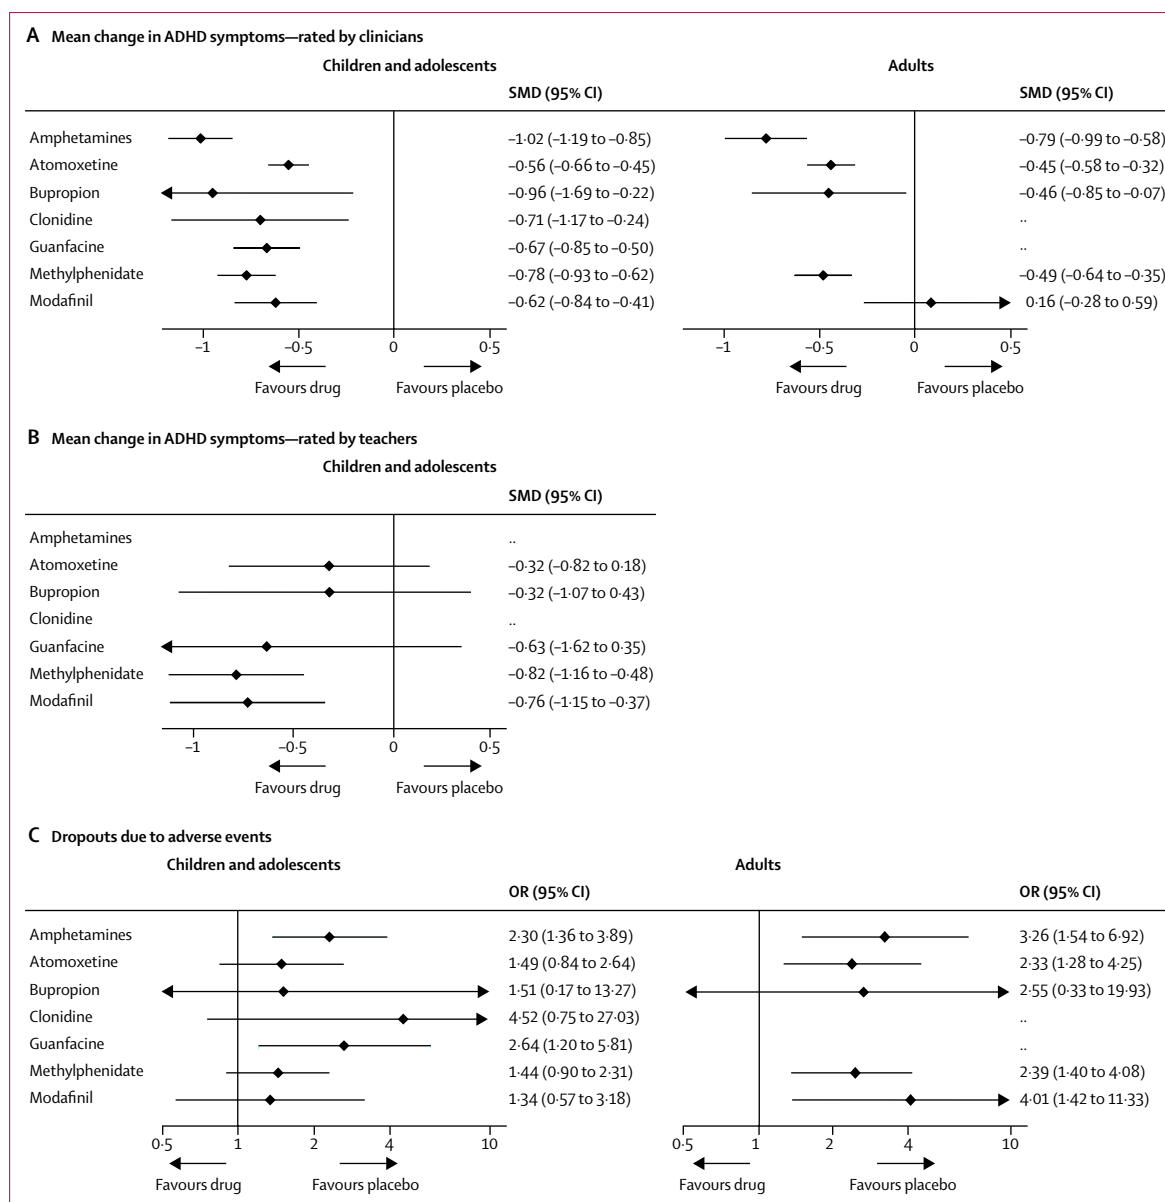 A Mean change in ADHD symptoms—rated by clinicians
Children and adolescents Adults
SMD (95% CI) SMD (95% CI)
Amphetamines –1·02 (–1·19 to –0·85) –0·79 (–0·99 to –0·58)
Atomoxetine –0·56 (–0·66 to –0·45) –0·45 (–0·58 to –0·32)
Bupropion –0·96 (–1·69 to –0·22) –0·46 (–0·85 to –0·07)
Clonidine –0·71 (–1·17 to –0·24) ··
Guanfacine –0·67 (–0·85 to –0·50) ··
Methylphenidate –0·78 (–0·93 to –0·62) –0·49 (–0·64 to –0·35)
Modafinil –0·62 (–0·84 to –0·41) 0·16 (–0·28 to 0·59)
–1 –0·5 0 0·5 –1 –0·5 0 0·5
Favours drug Favours placebo Favours drug Favours placebo
B Mean change in ADHD symptoms—rated by teachers
Children and adolescents
SMD (95% CI)
Amphetamines ··
Atomoxetine –0·32 (–0·82 to 0·18)
Bupropion –0·32 (–1·07 to 0·43)
Clonidine ··
Guanfacine –0·63 (–1·62 to 0·35)
Methylphenidate –0·82 (–1·16 to –0·48)
Modafinil –0·76 (–1·15 to –0·37)
–1 –0·5 0 0·5
Favours drug Favours placebo
C Dropouts due to adverse events
Children and adolescents Adults
OR (95% CI) OR (95% CI)
Amphetamines 2·30 (1·36 to 3·89) 3·26 (1·54 to 6·92)
Atomoxetine 1·49 (0·84 to 2·64) 2·33 (1·28 to 4·25)
Bupropion 1·51 (0·17 to 13·27) 2·55 (0·33 to 19·93)
Clonidine 4·52 (0·75 to 27·03) ··
Guanfacine 2·64 (1·20 to 5·81) ··
Methylphenidate 1·44 (0·90 to 2·31) 2·39 (1·40 to 4·08)
Modafinil 1·34 (0·57 to 3·18) 4·01 (1·42 to 11·33)
0·5 1 2 4 10 0·5 1 2 4 10
Favours drug Favours placebo Favours drug Favours placebo